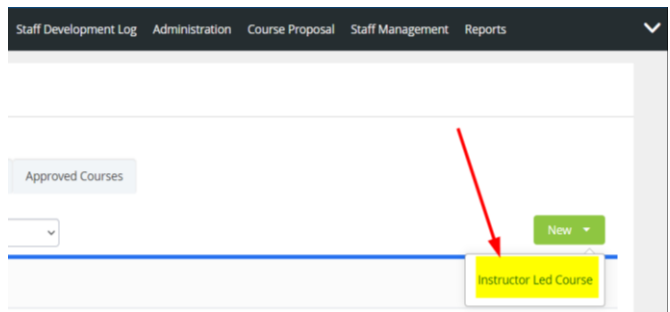 Staff Development Log Administration Course Proposal Staff Management Reports
Approved Courses
New
Instructor Led Course